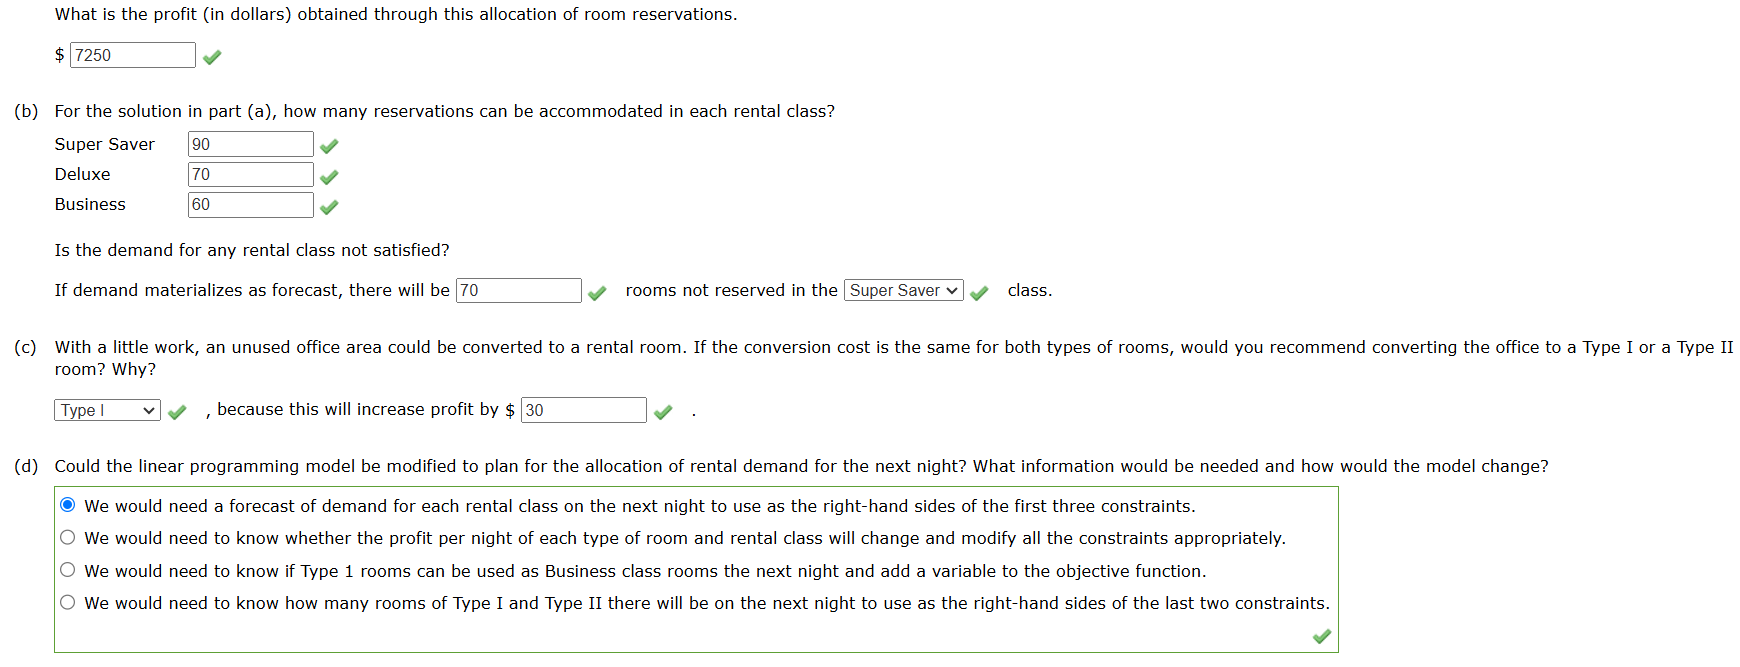 What is the profit (in dollars) obtained through this allocation of room reservations.
$ 7250
(b) For the solution in part (a), how many reservations can be accommodated in each rental class?
Super Saver 90
Deluxe 70
Business 60
Is the demand for any rental class not satisfied?
If demand materializes as forecast, there will be 70 rooms not reserved in the Super Saver class.
(c) With a little work, an unused office area could be converted to a rental room. If the conversion cost is the same for both types of rooms, would you recommend converting the office to a Type I or a Type II
room? Why?
Type I , because this will increase profit by $ 30 .
(d) Could the linear programming model be modified to plan for the allocation of rental demand for the next night? What information would be needed and how would the model change?
We would need a forecast of demand for each rental class on the next night to use as the right-hand sides of the first three constraints.
We would need to know whether the profit per night of each type of room and rental class will change and modify all the constraints appropriately.
We would need to know if Type 1 rooms can be used as Business class rooms the next night and add a variable to the objective function.
We would need to know how many rooms of Type I and Type II there will be on the next night to use as the right-hand sides of the last two constraints.